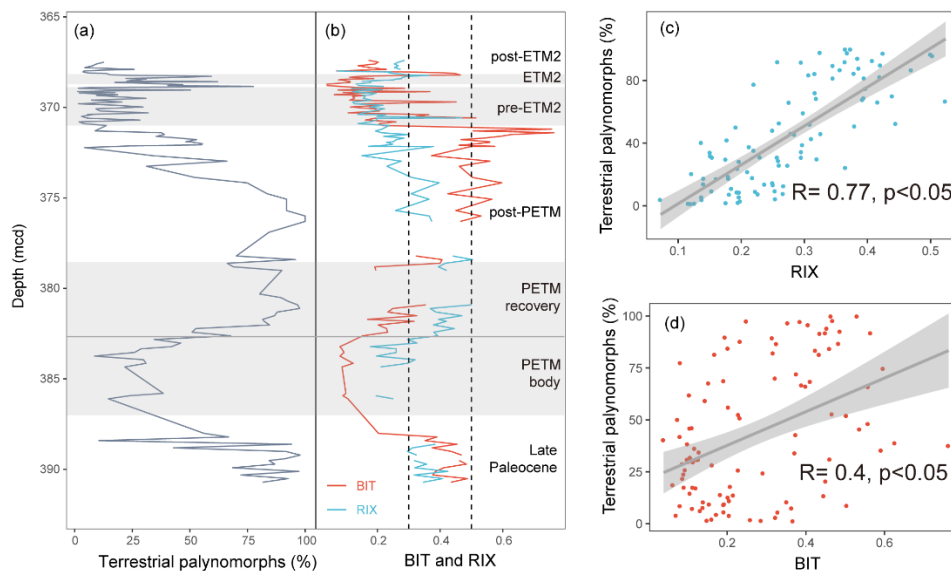 (a)
(b)
365
370
375
380
385
390
Depth (mcd)
0
25
50
75
100
Terrestrial palynomorphs (%)
post-ETM2
ETM2
pre-ETM2
post-PETM
PETM
recovery
PETM
body
Late
Paleocene
BIT
RIX
0.2
0.4
0.6
BIT and RIX
(c)
Terrestrial palynomorphs (%)
80
40
0
R= 0.77, p<0.05
0.1
0.2
0.3
0.4
0.5
RIX
(d)
Terrestrial palynomorphs (%)
100
75
50
25
0
R= 0.4, p<0.05
0.2
0.4
0.6
BIT